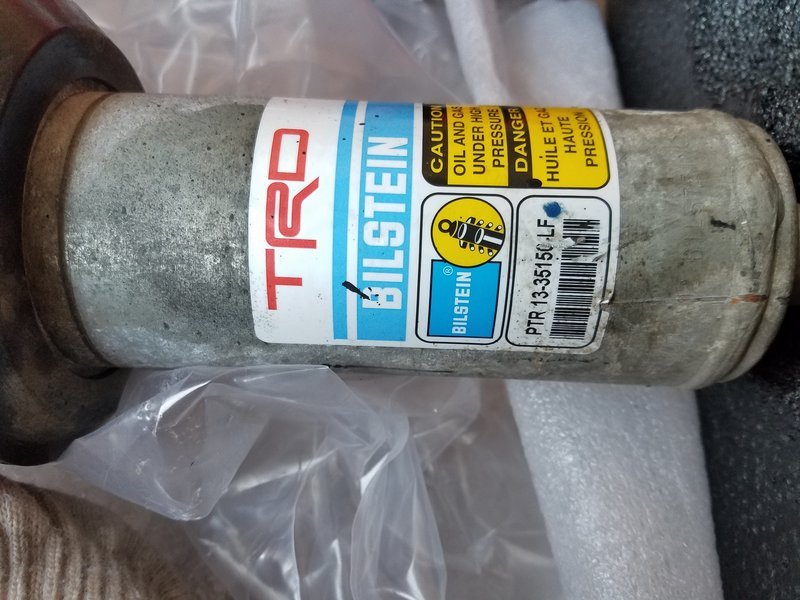 TRD
BILSTEIN
CAUTION
OIL AND GAS
UNDER HIGH
PRESSURE
DANGER
HUILE ET GAZ
HAUTE
PRESSION
BILSTEIN®
PTR 13-35150-LF